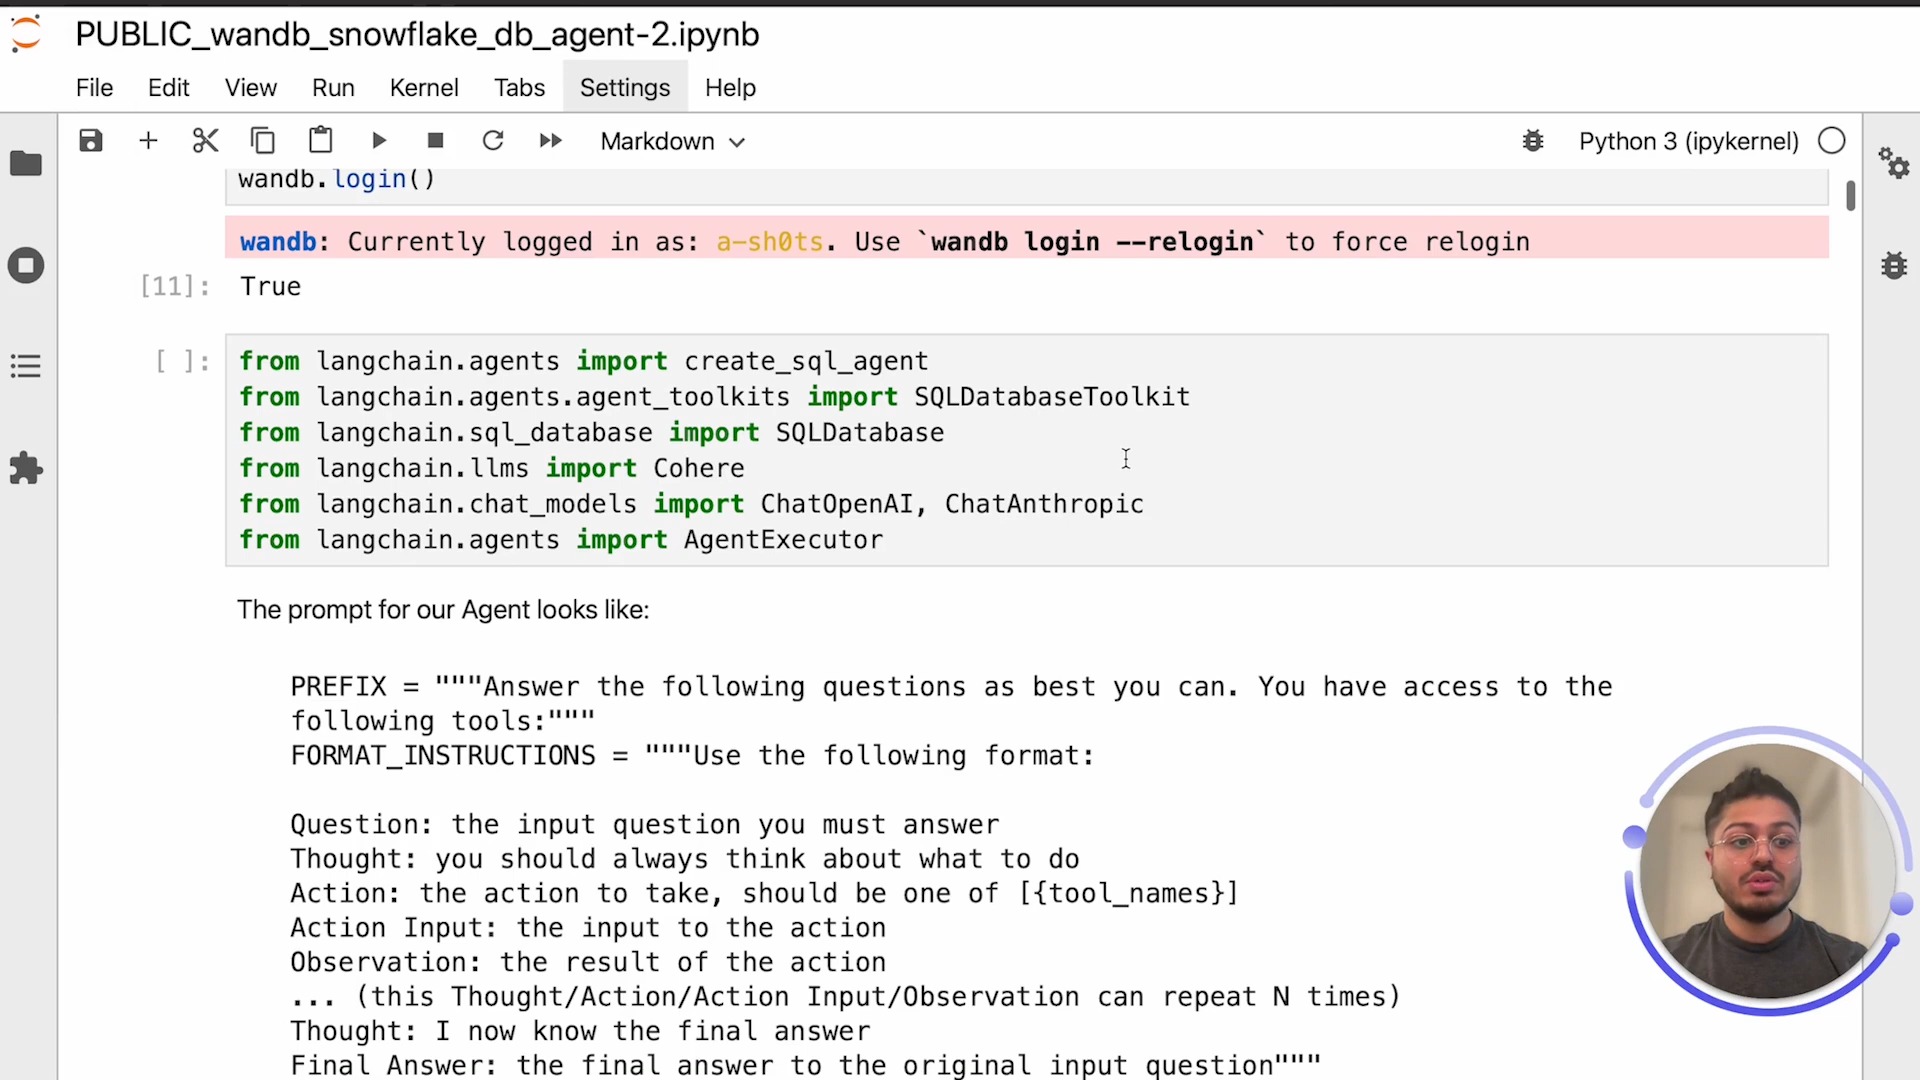 PUBLIC_wandb_snowflake_db_agent-2.ipynb
File Edit View Run Kernel Tabs Settings Help
Markdown
Python 3 (ipykernel)
wandb.login()
wandb: Currently logged in as: a-sh0ts. Use `wandb login --relogin` to force relogin
[11]: True
[ ]:
from langchain.agents import create_sql_agent
from langchain.agents.agent_toolkits import SQLDatabaseToolkit
from langchain.sql_database import SQLDatabase
from langchain.llms import Cohere
from langchain.chat_models import ChatOpenAI, ChatAnthropic
from langchain.agents import AgentExecutor
The prompt for our Agent looks like:
PREFIX = """Answer the following questions as best you can. You have access to the
following tools:"""
FORMAT_INSTRUCTIONS = """Use the following format:
Question: the input question you must answer
Thought: you should always think about what to do
Action: the action to take, should be one of [{tool_names}]
Action Input: the input to the action
Observation: the result of the action
... (this Thought/Action/Action Input/Observation can repeat N times)
Thought: I now know the final answer
Final Answer: the final answer to the original input question"""